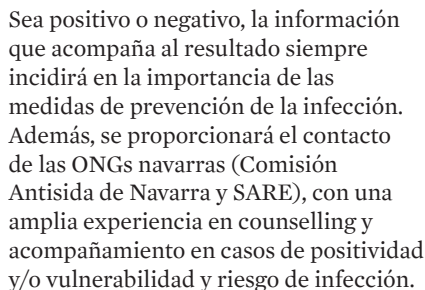 Sea positivo o negativo, la información
que acompaña al resultado siempre
incidirá en la importancia de las
medidas de prevención de la infección.
Además, se proporcionará el contacto
de las ONGs navarras (Comisión
Antisida de Navarra y SARE), con una
amplia experiencia en counselling y
acompañamiento en casos de positividad
y/o vulnerabilidad y riesgo de infección.